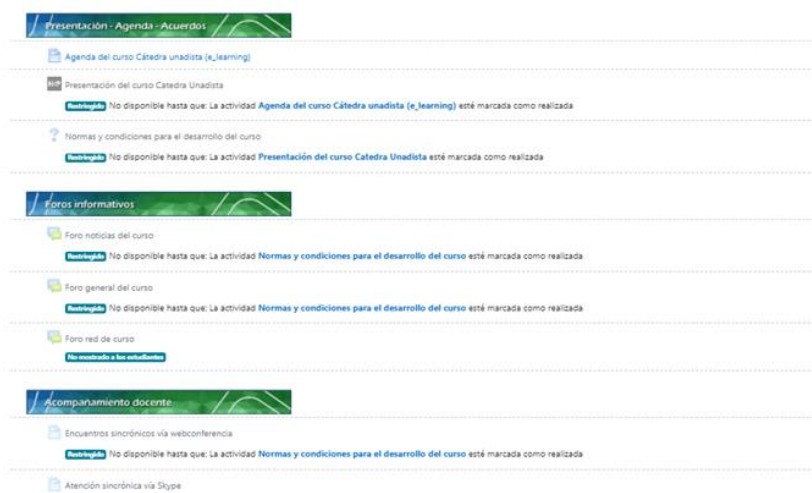 Presentación - Agenda - Acuerdos
Agenda del curso Cátedra unadista (e_learning)
Presentación del curso Catedra Unadista
Restringido No disponible hasta que: La actividad Agenda del curso Cátedra unadista (e_learning) esté marcada como realizada
Normas y condiciones para el desarrollo del curso
Restringido No disponible hasta que: La actividad Presentación del curso Catedra Unadista esté marcada como realizada
Foros informativos
Foro noticias del curso
Restringido No disponible hasta que: La actividad Normas y condiciones para el desarrollo del curso esté marcada como realizada
Foro general del curso
Restringido No disponible hasta que: La actividad Normas y condiciones para el desarrollo del curso esté marcada como realizada
Foro red de curso
No mostrado a los estudiantes
Acompañamiento docente
Encuentros sincrónicos vía webconferencia
Restringido No disponible hasta que: La actividad Normas y condiciones para el desarrollo del curso esté marcada como realizada
Atención sincrónica vía Skype